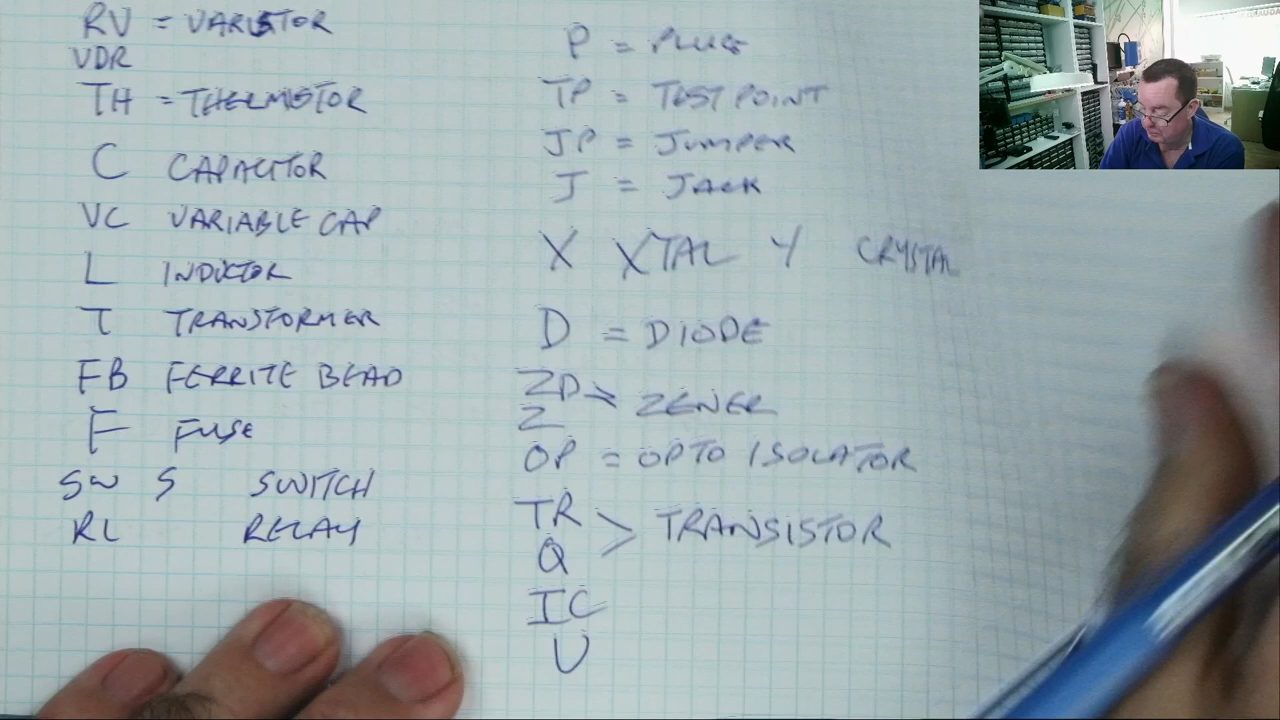 RV = VARISTOR
VDR
TH = THERMISTOR
C CAPACITOR
VC VARIABLE CAP
L INDUCTOR
T TRANSFORMER
FB FERRITE BEAD
F FUSE
SW S SWITCH
RL RELAY
P = PLUG
TP = TEST POINT
JP = JUMPER
J = JACK
X XTAL Y CRYSTAL
D = DIODE
ZD
Z > ZENER
OP = OPTO ISOLATOR
TR
Q > TRANSISTOR
IC
U